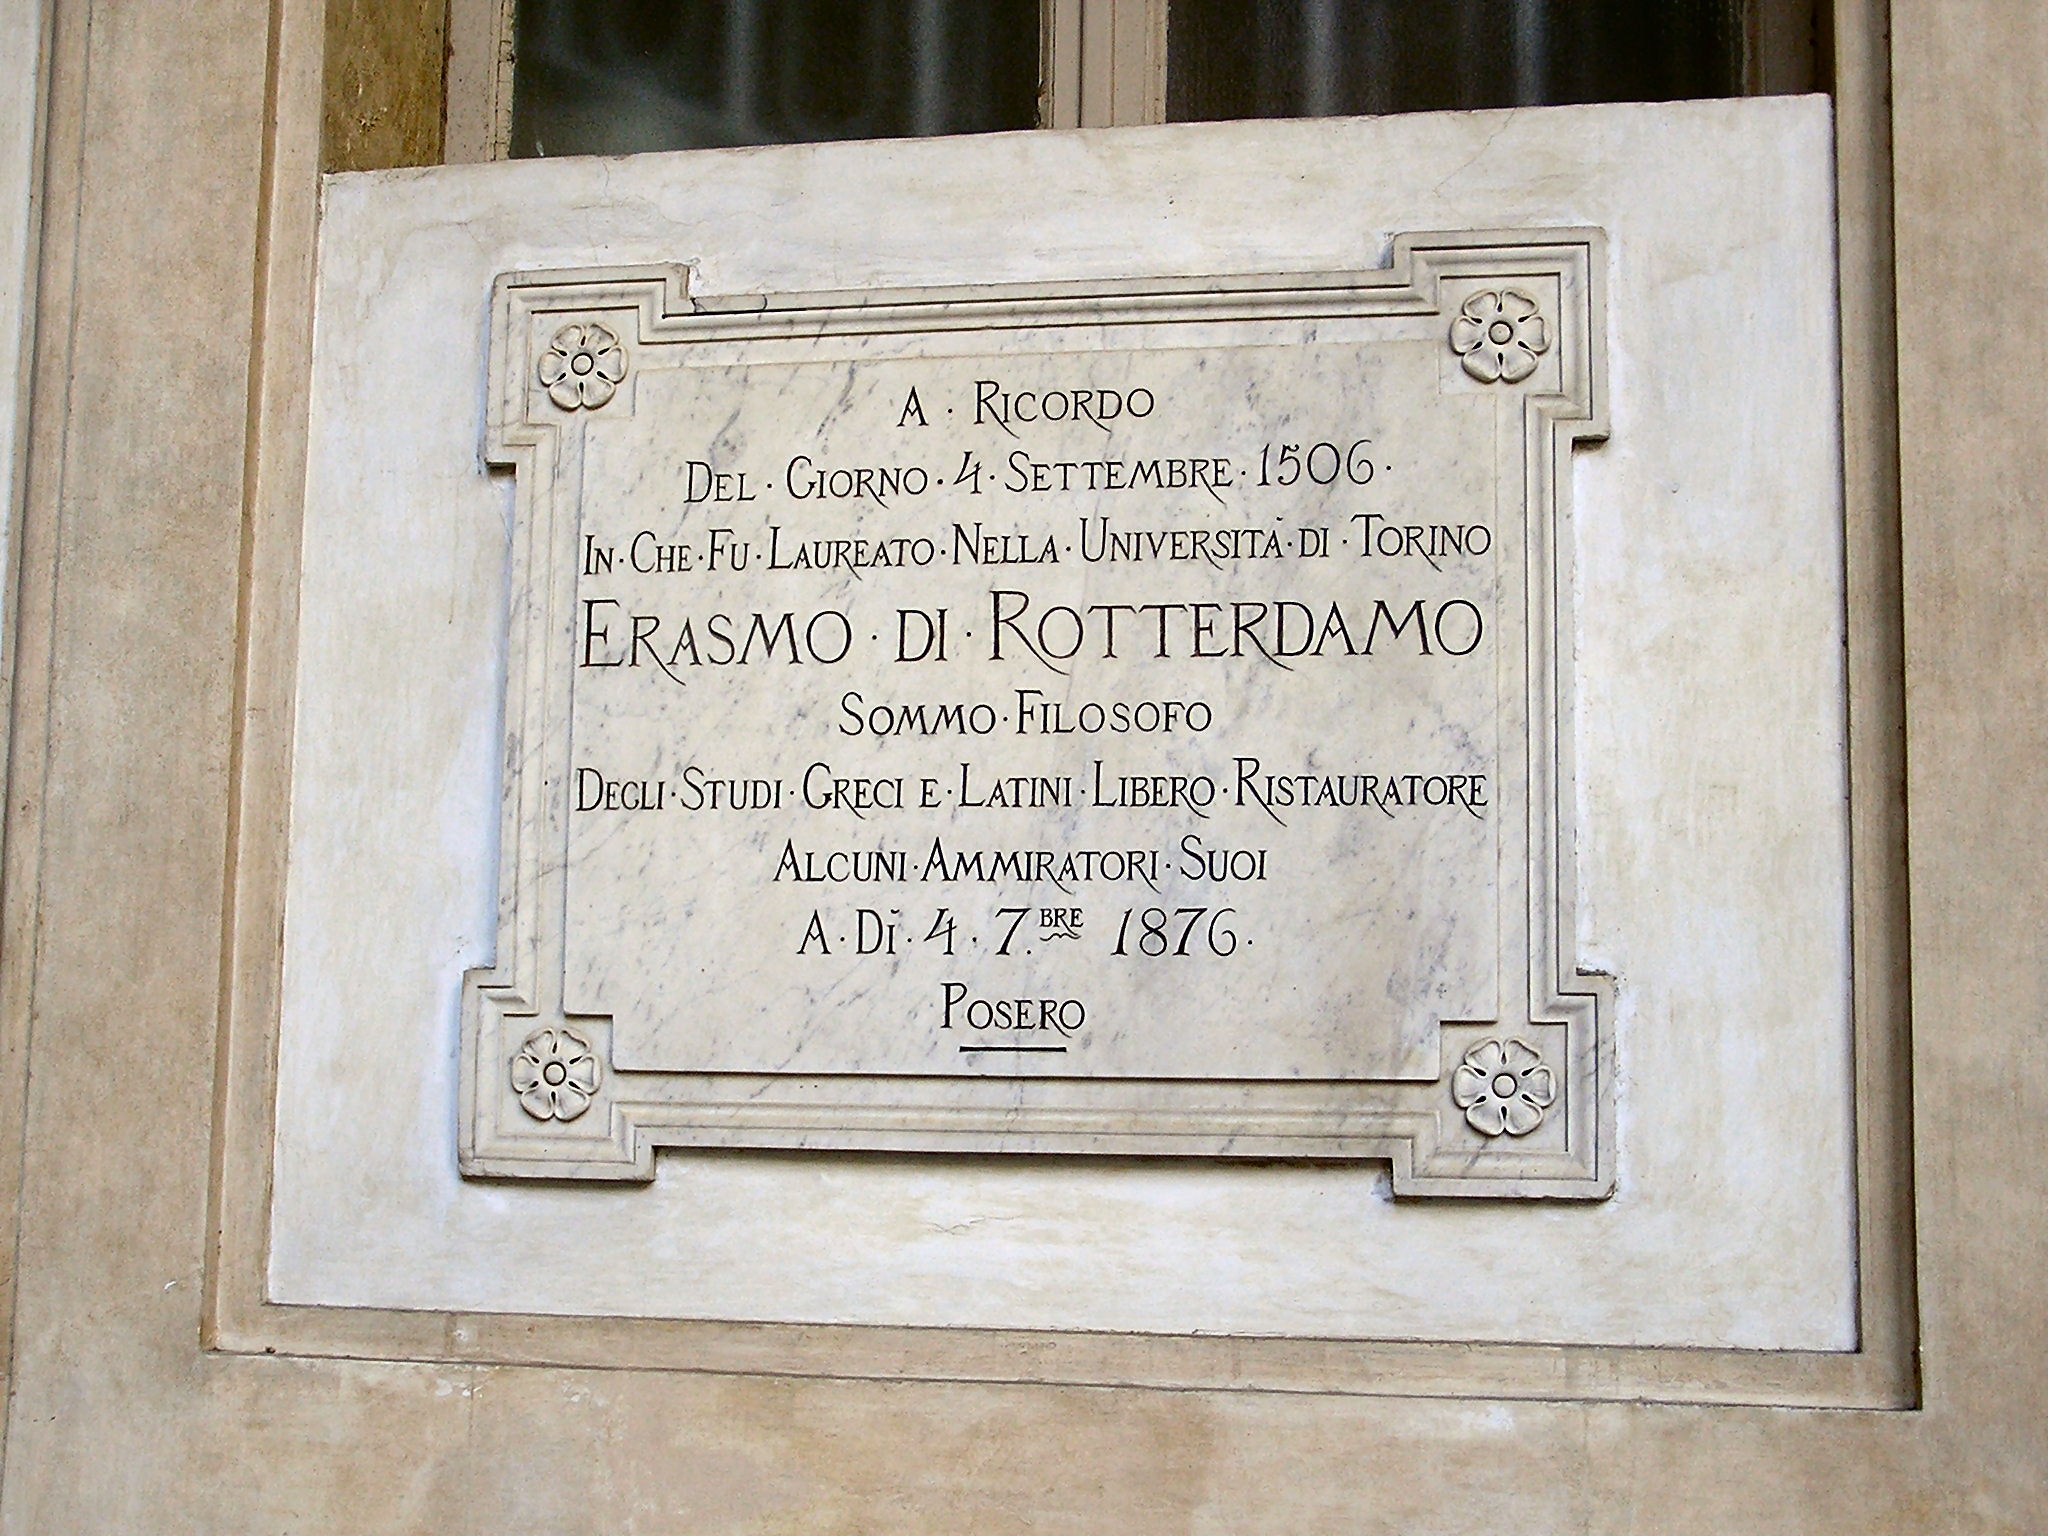 A · RICORDO
DEL · GIORNO · 4 · SETTEMBRE · 1506 ·
IN · CHE · FU · LAUREATO · NELLA · UNIVERSITÀ · DI · TORINO
ERASMO · DI · ROTTERDAMO
SOMMO · FILOSOFO
DEGLI · STUDI · GRECI E · LATINI · LIBERO · RISTAURATORE
ALCUNI · AMMIRATORI · SUOI
A · DÌ · 4 · 7.BRE 1876 ·
POSERO